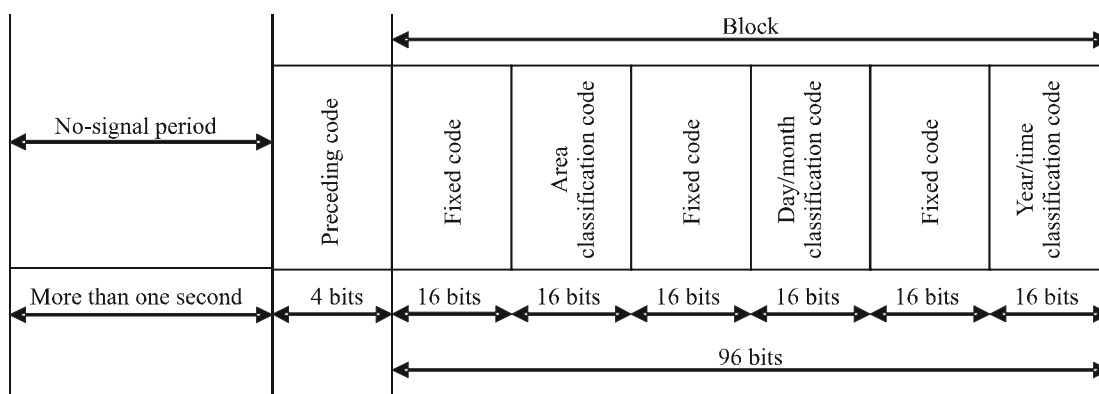 Block
No-signal period
Preceding code
Fixed code
Area
classification code
Fixed code
Day/month
classification code
Fixed code
Year/time
classification code
More than one second
4 bits
16 bits
16 bits
16 bits
16 bits
16 bits
16 bits
96 bits